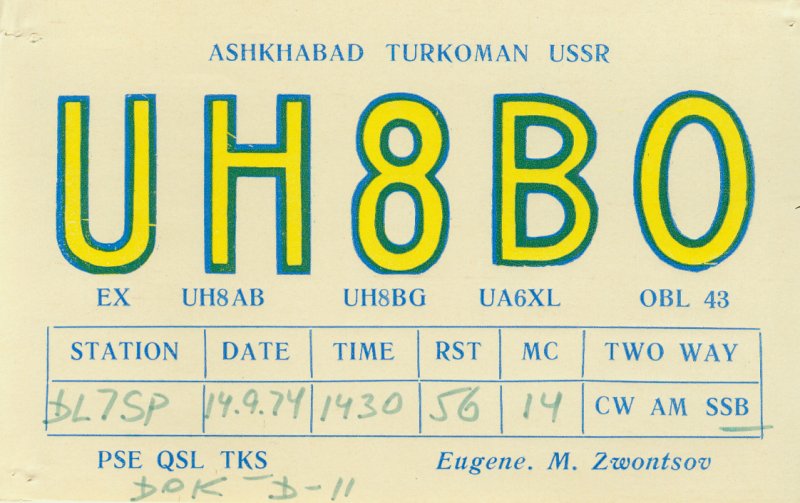 ASHKHABAD TURKOMAN USSR
UH8BO
EX UH8AB UH8BG UA6XL OBL 43
STATION DATE TIME RST MC TWO WAY
DL7SP 14.9.74 1430 56 14 CW AM SSB
PSE QSL TKS Eugene. M. Zwontsov
DOK-D-11